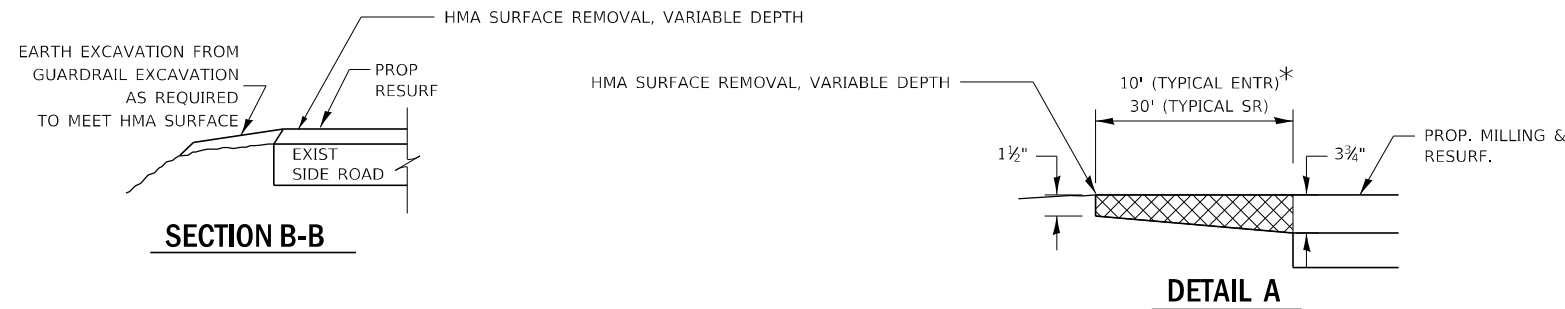 HMA SURFACE REMOVAL, VARIABLE DEPTH
EARTH EXCAVATION FROM
GUARDRAIL EXCAVATION
AS REQUIRED
TO MEET HMA SURFACE
PROP
RESURF
EXIST
SIDE ROAD
SECTION B-B
HMA SURFACE REMOVAL, VARIABLE DEPTH
10' (TYPICAL ENTR)*
30' (TYPICAL SR)
1½"
3¾"
PROP. MILLING &
RESURF.
DETAIL A